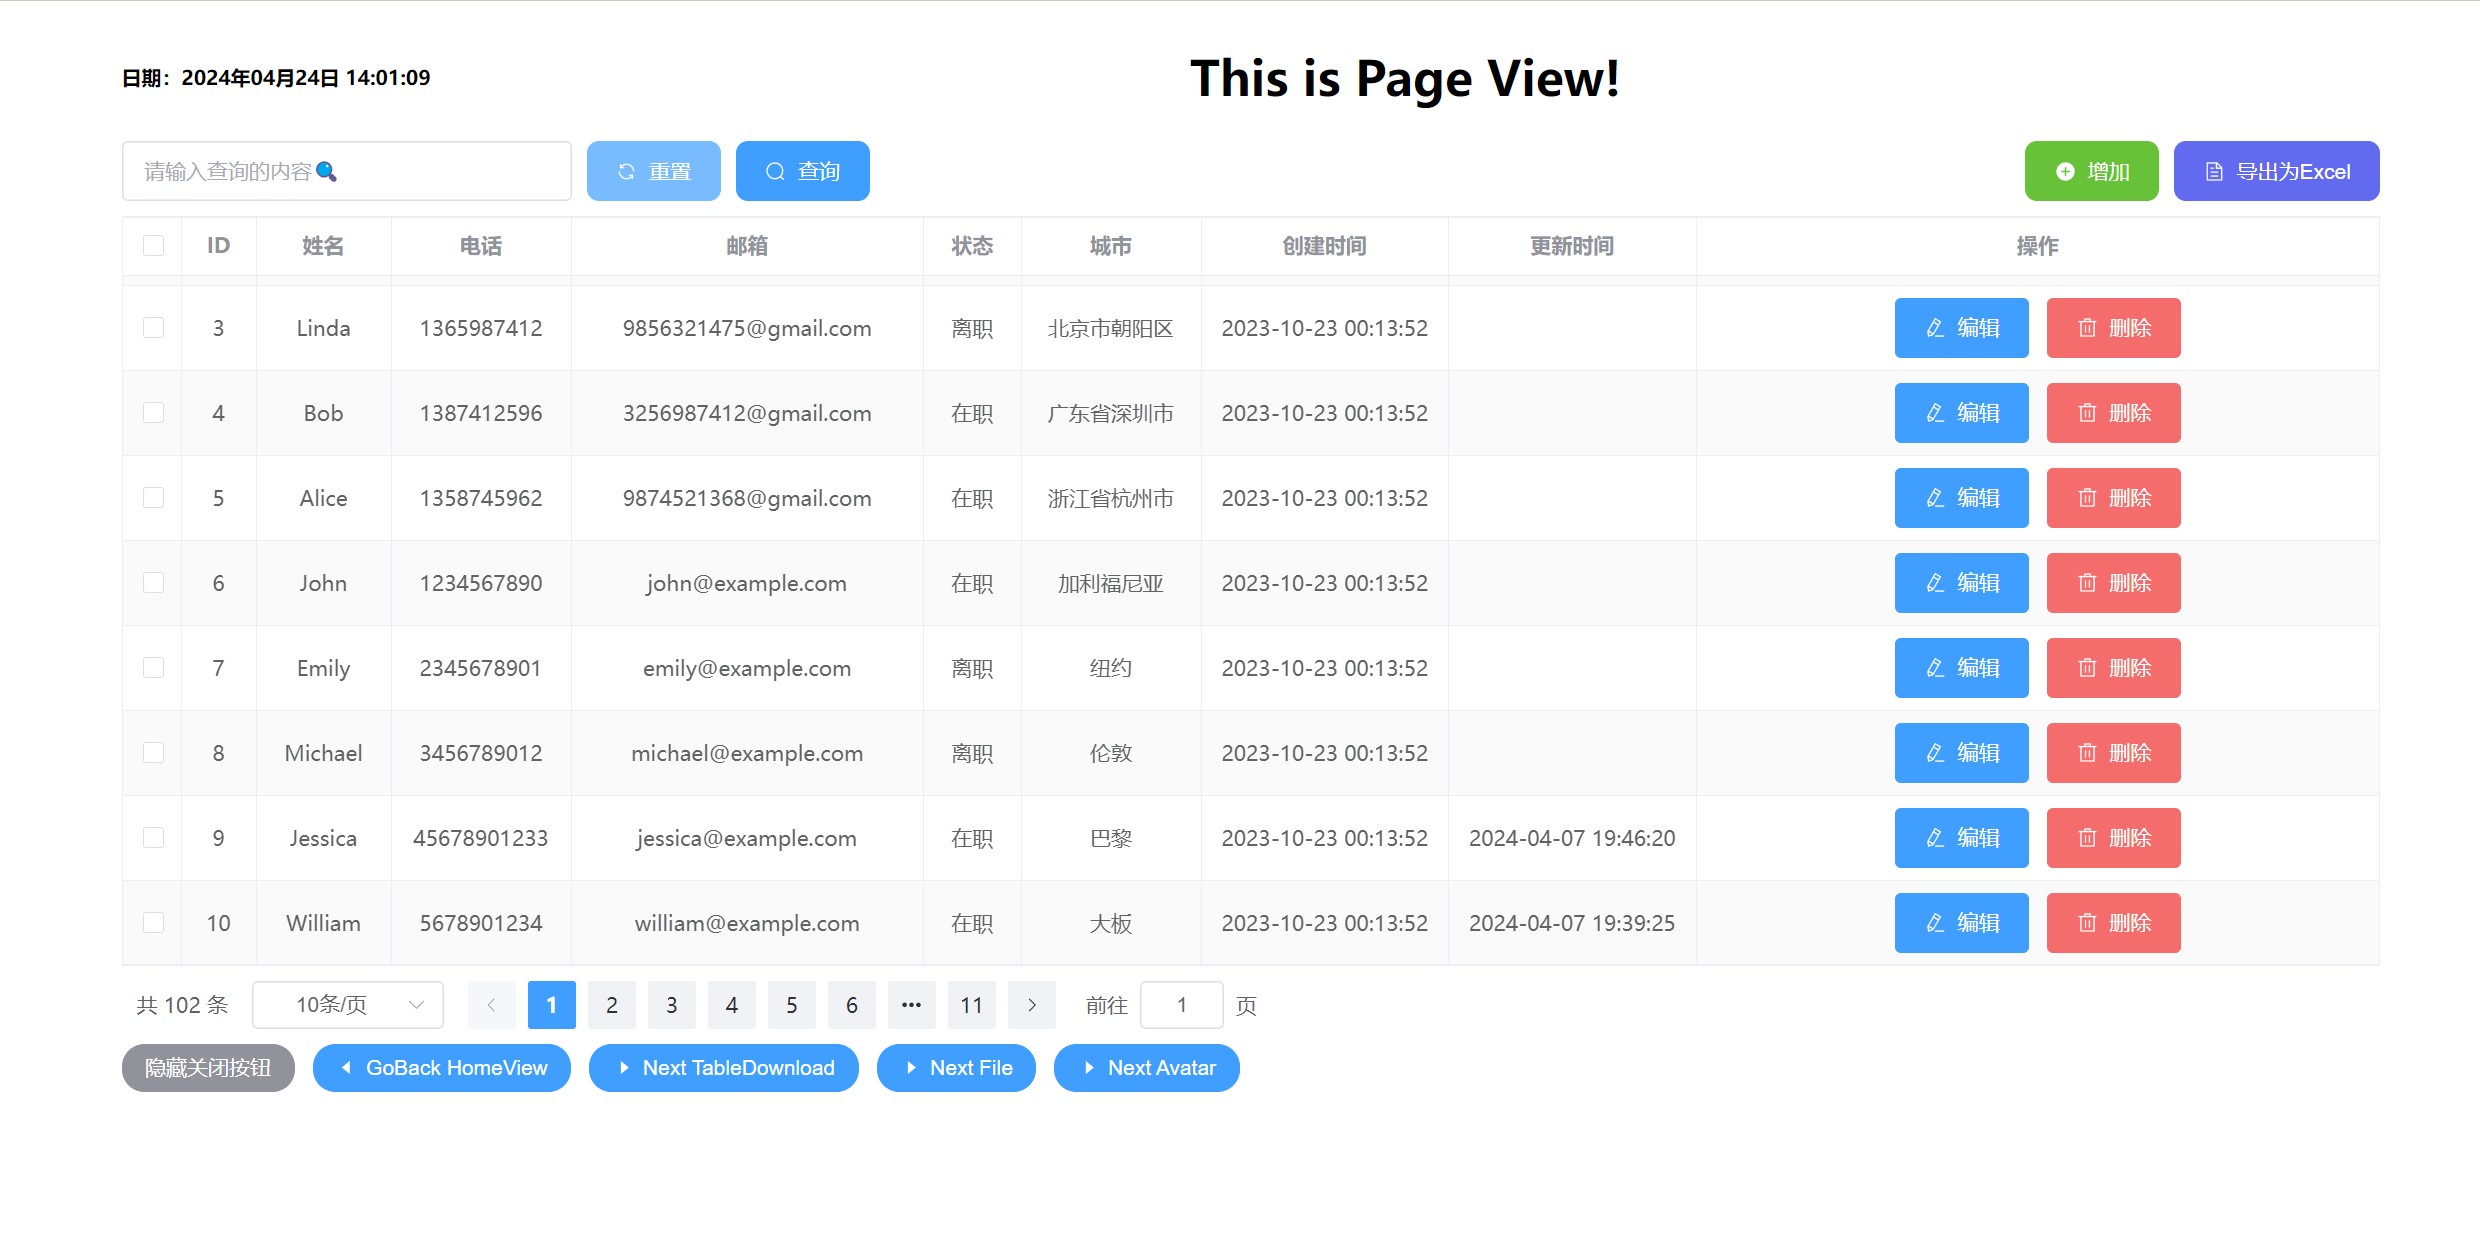 日期：2024年04月24日 14:01:09
This is Page View!
请输入查询的内容🔍 重置 查询 增加 导出为Excel
ID 姓名 电话 邮箱 状态 城市 创建时间 更新时间 操作
3 Linda 1365987412 9856321475@gmail.com 离职 北京市朝阳区 2023-10-23 00:13:52 编辑 删除
4 Bob 1387412596 3256987412@gmail.com 在职 广东省深圳市 2023-10-23 00:13:52 编辑 删除
5 Alice 1358745962 9874521368@gmail.com 在职 浙江省杭州市 2023-10-23 00:13:52 编辑 删除
6 John 1234567890 john@example.com 在职 加利福尼亚 2023-10-23 00:13:52 编辑 删除
7 Emily 2345678901 emily@example.com 离职 纽约 2023-10-23 00:13:52 编辑 删除
8 Michael 3456789012 michael@example.com 离职 伦敦 2023-10-23 00:13:52 编辑 删除
9 Jessica 45678901233 jessica@example.com 在职 巴黎 2023-10-23 00:13:52 2024-04-07 19:46:20 编辑 删除
10 William 5678901234 william@example.com 在职 大板 2023-10-23 00:13:52 2024-04-07 19:39:25 编辑 删除
共 102 条 10条/页 1 2 3 4 5 6 ••• 11 前往 1 页
隐藏关闭按钮 GoBack HomeView Next TableDownload Next File Next Avatar